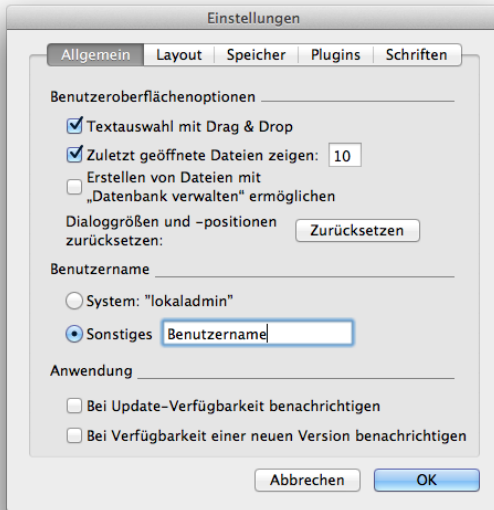 Einstellungen
Allgemein Layout Speicher Plugins Schriften
Benutzeroberflächenoptionen
Textauswahl mit Drag & Drop
Zuletzt geöffnete Dateien zeigen: 10
Erstellen von Dateien mit
„Datenbank verwalten“ ermöglichen
Dialoggrößen und -positionen
zurücksetzen:
Zurücksetzen
Benutzername
System: "lokaladmin"
Sonstiges Benutzername
Anwendung
Bei Update-Verfügbarkeit benachrichtigen
Bei Verfügbarkeit einer neuen Version benachrichtigen
Abbrechen OK